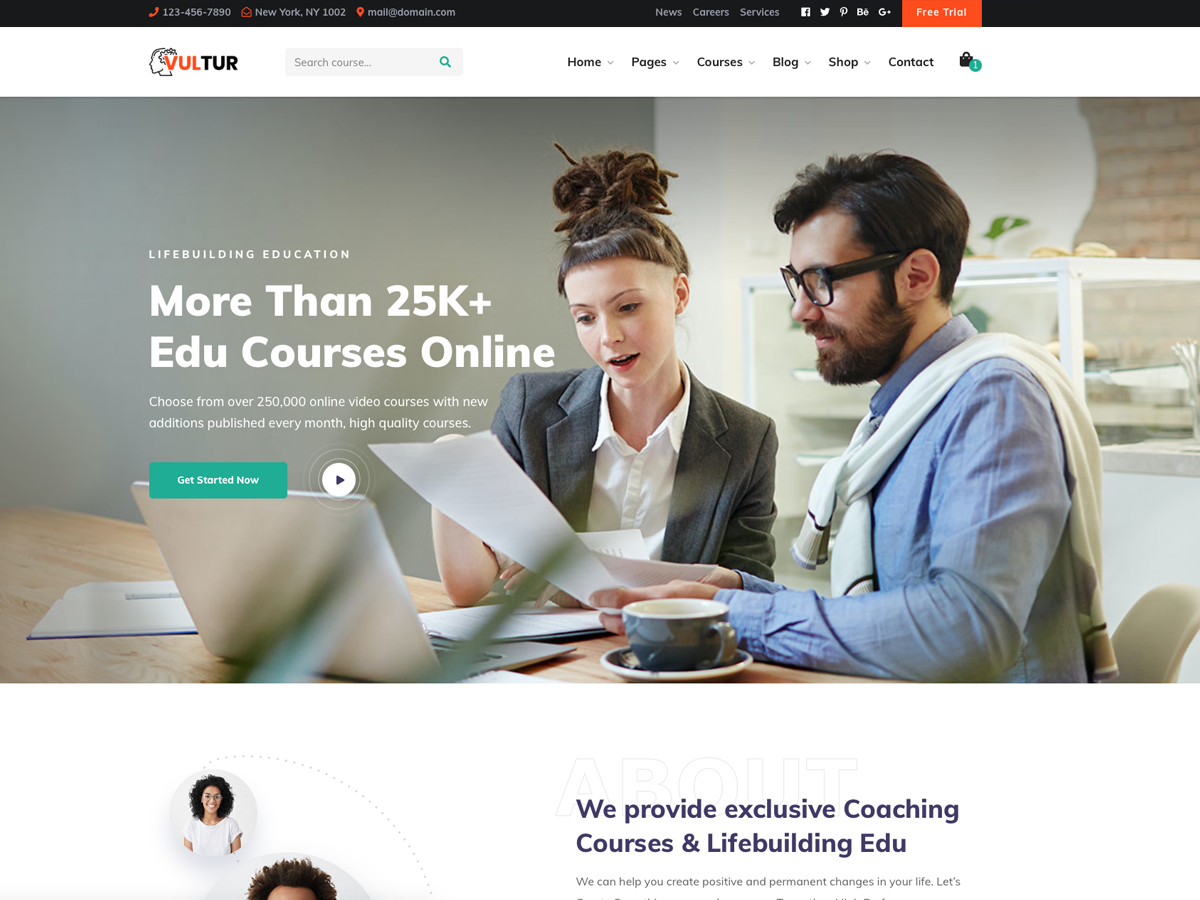 123-456-7890 New York, NY 1002 mail@domain.com News Careers Services Free Trial
VULTUR Search course... Home Pages Courses Blog Shop Contact 1
LIFEBUILDING EDUCATION
More Than 25K+
Edu Courses Online
Choose from over 250,000 online video courses with new
additions published every month, high quality courses.
Get Started Now
ABOUT
We provide exclusive Coaching
Courses & Lifebuilding Edu
We can help you create positive and permanent changes in your life. Let's